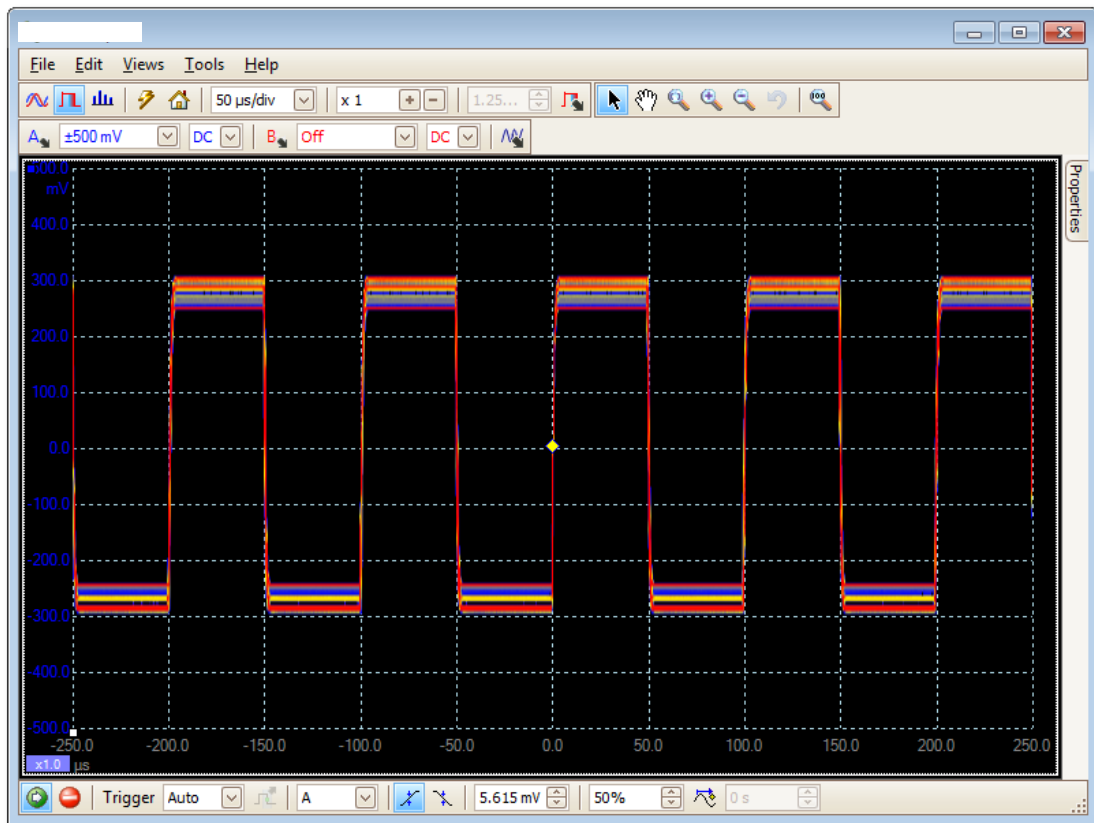 File Edit Views Tools Help
50 µs/div x 1 + - 1.25...
A ±500 mV DC B Off DC
Properties
500.0
mV
400.0
300.0
200.0
100.0
0.0
-100.0
-200.0
-300.0
-400.0
-500.0
-250.0 -200.0 -150.0 -100.0 -50.0 0.0 50.0 100.0 150.0 200.0 250.0
x1.0 µs
Trigger Auto A 5.615 mV 50% 0 s